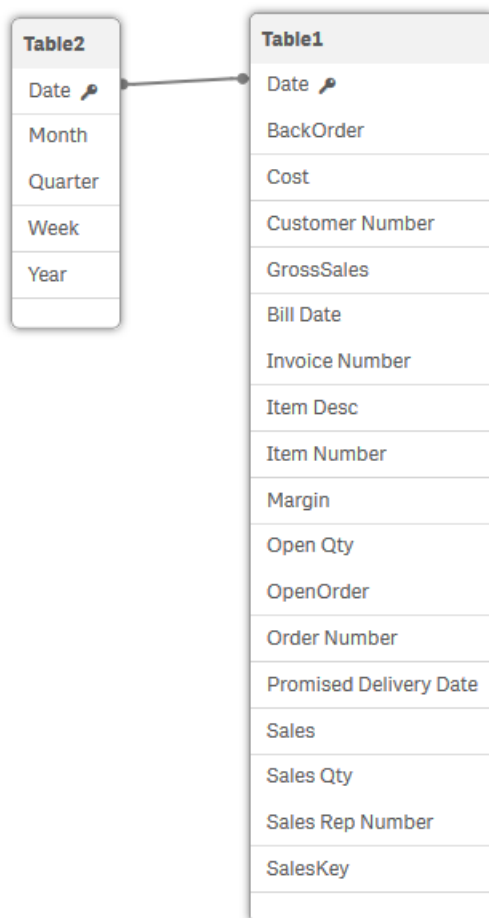 Table2
Date
Month
Quarter
Week
Year
Table1
Date
BackOrder
Cost
Customer Number
GrossSales
Bill Date
Invoice Number
Item Desc
Item Number
Margin
Open Qty
OpenOrder
Order Number
Promised Delivery Date
Sales
Sales Qty
Sales Rep Number
SalesKey